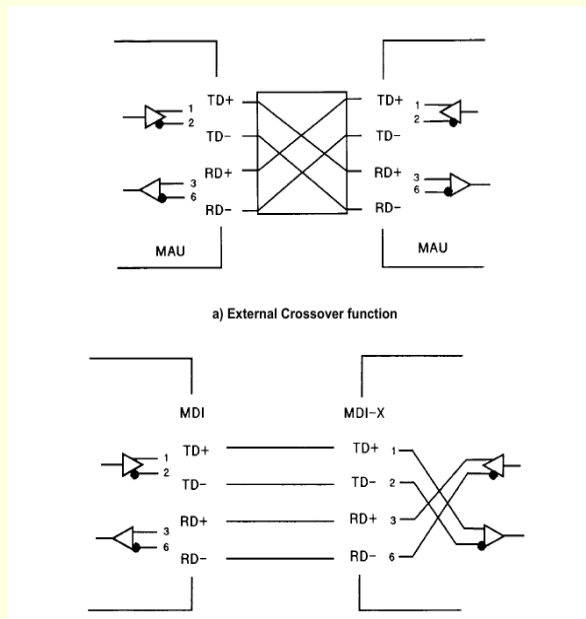 TD+ TD+
1 1
2 2
TD- TD-
RD+ RD+
3 3
6 6
RD- RD-
MAU MAU
a) External Crossover function
MDI MDI-X
TD+ TD+ 1
1
2
TD- TD- 2
3
RD+ RD+ 3
6
RD- RD- 6